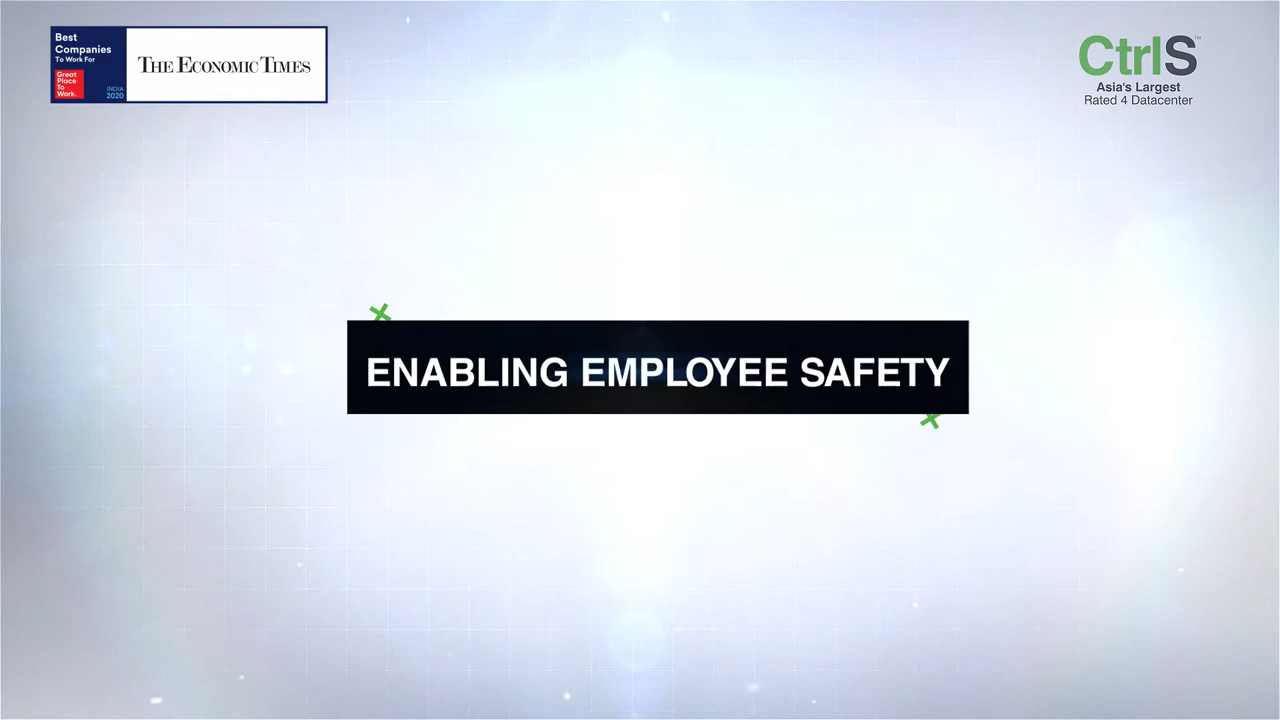 Best
Companies
To Work For
Great
Place
To
Work.
INDIA
2020
THE ECONOMIC TIMES
CtrlS™
Asia's Largest
Rated 4 Datacenter
ENABLING EMPLOYEE SAFETY